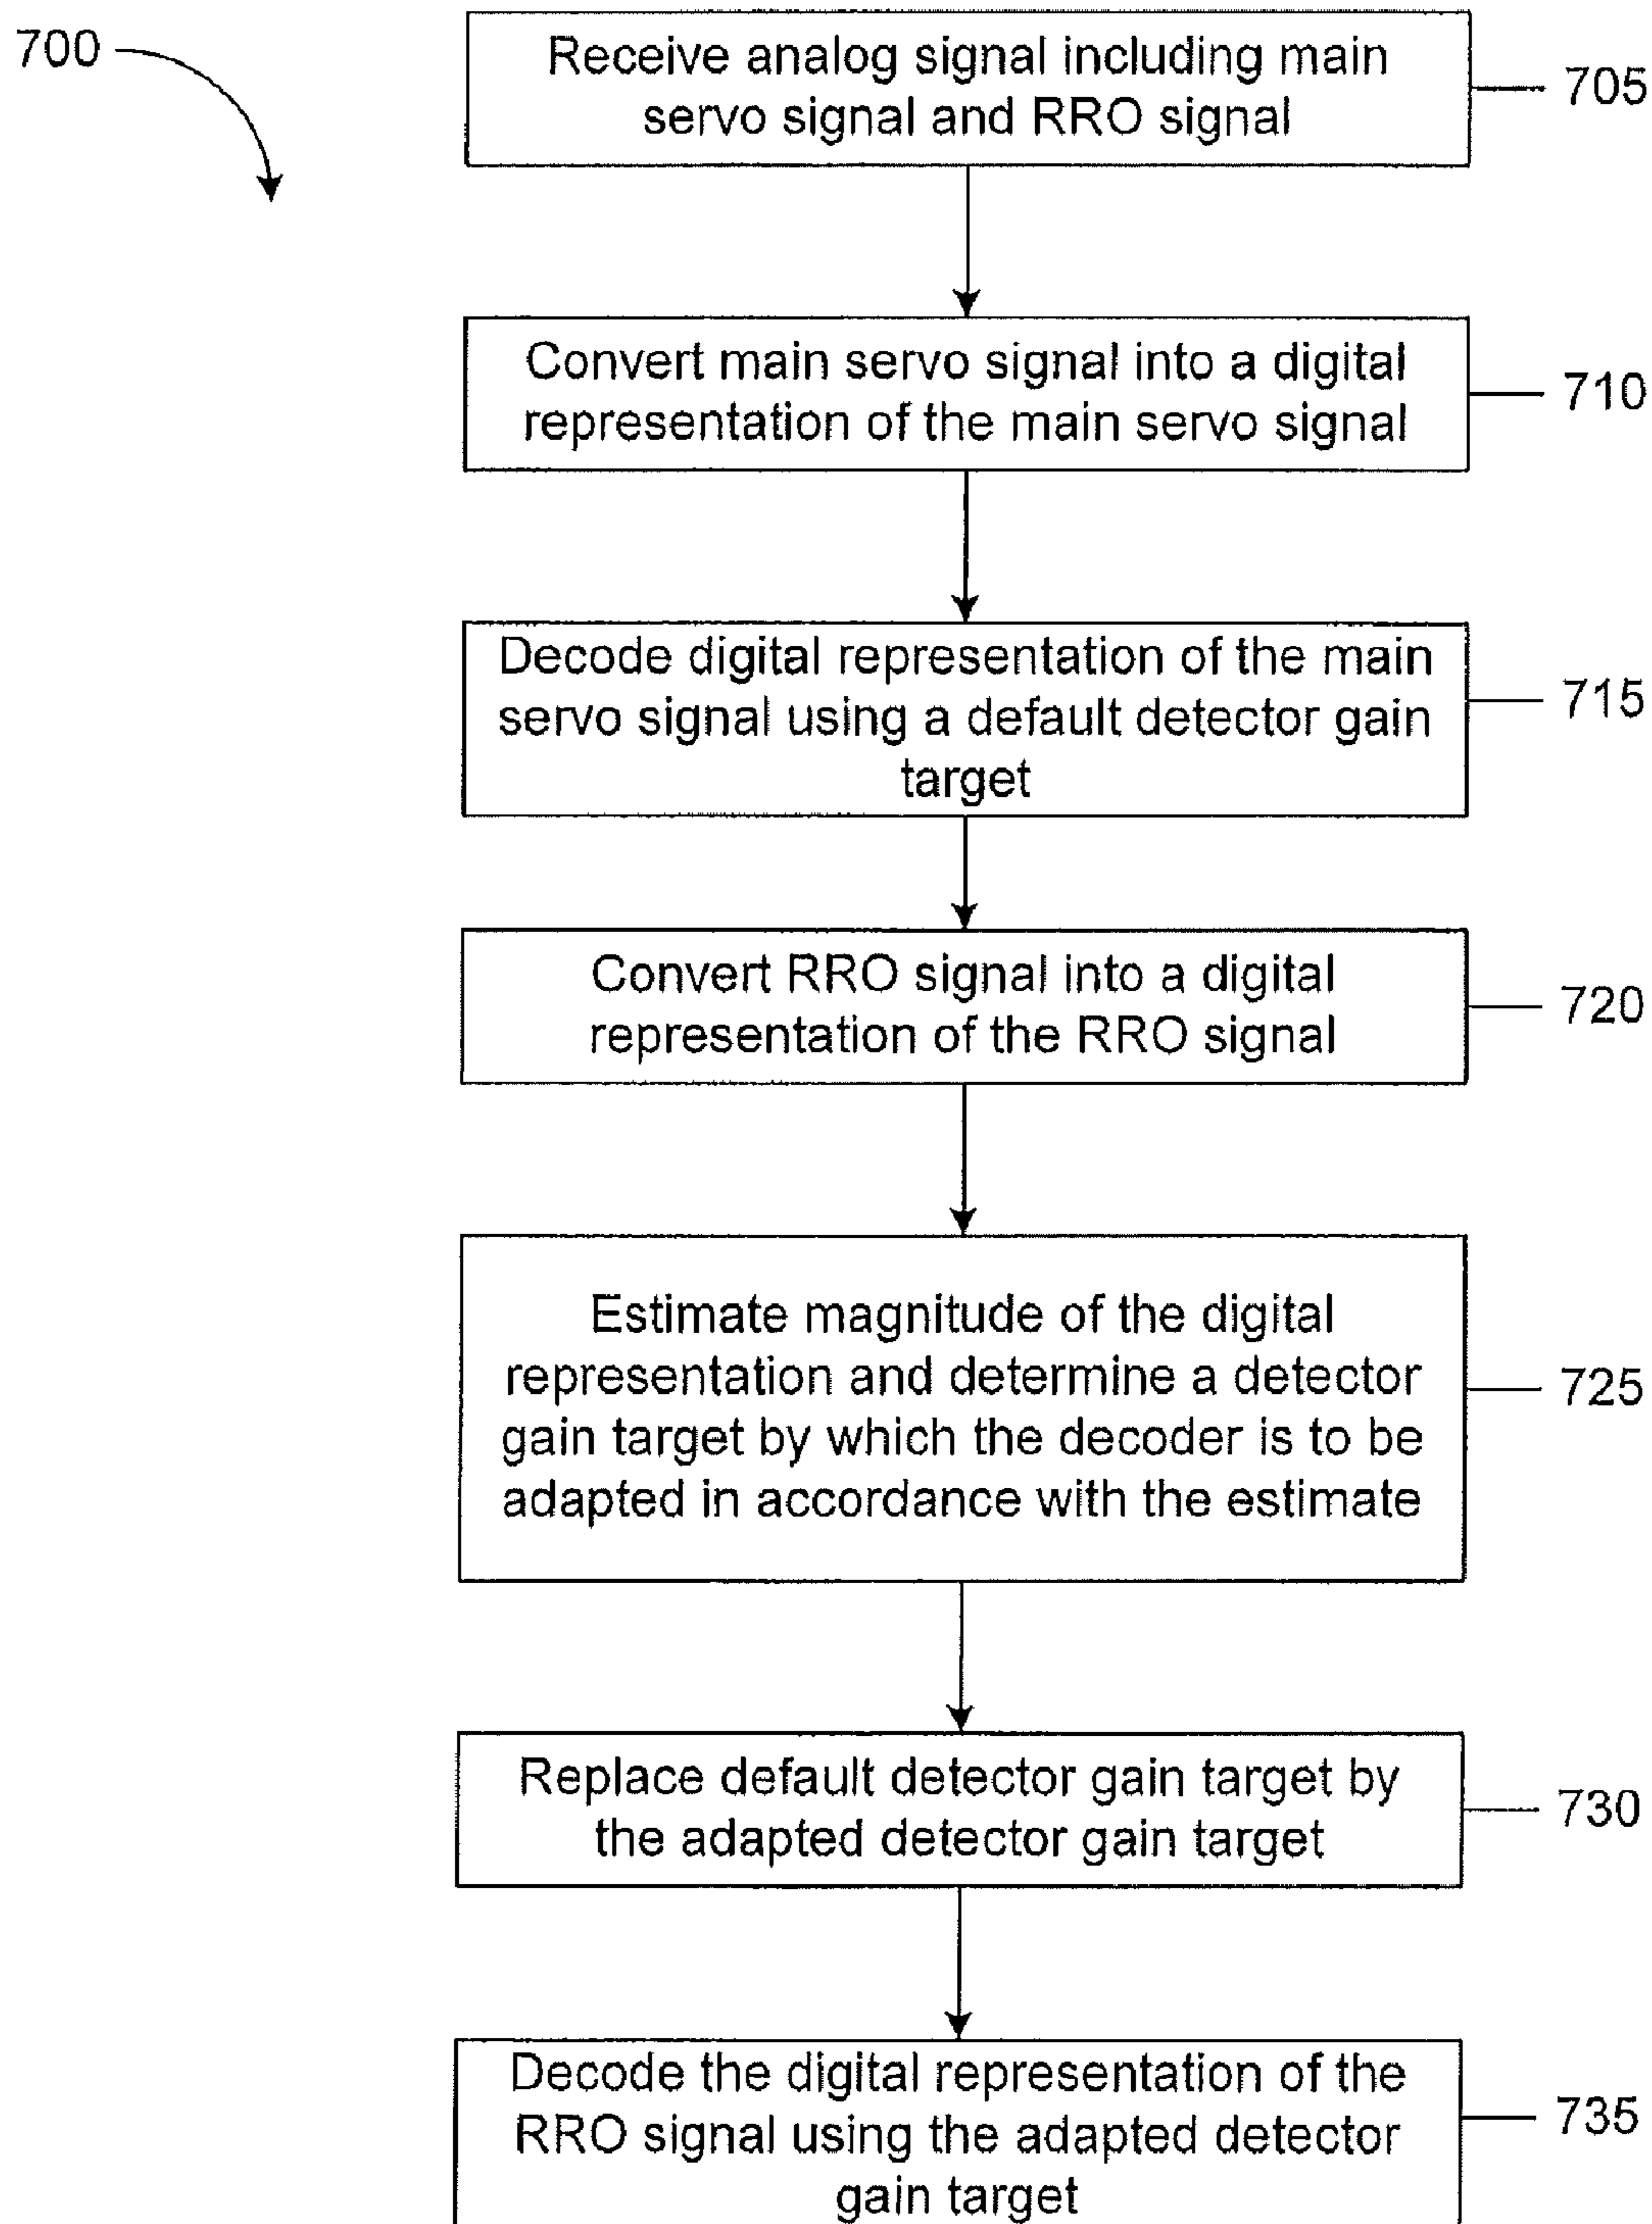 700
Receive analog signal including main
servo signal and RRO signal
705
Convert main servo signal into a digital
representation of the main servo signal
710
Decode digital representation of the main
servo signal using a default detector gain
target
715
Convert RRO signal into a digital
representation of the RRO signal
720
Estimate magnitude of the digital
representation and determine a detector
gain target by which the decoder is to be
adapted in accordance with the estimate
725
Replace default detector gain target by
the adapted detector gain target
730
Decode the digital representation of the
RRO signal using the adapted detector
gain target
735